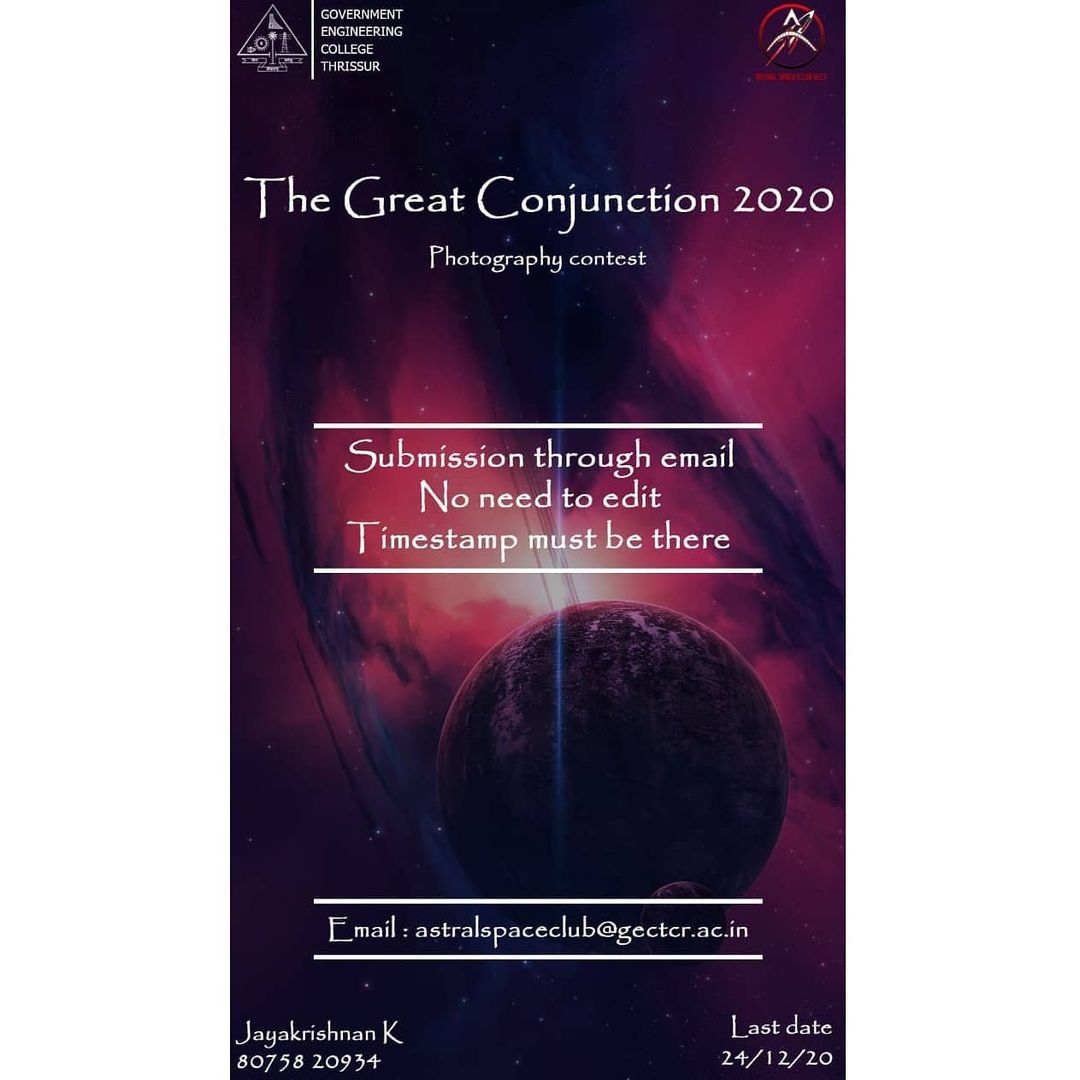 GOVERNMENT
ENGINEERING
COLLEGE
THRISSUR
The Great Conjunction 2020
Photography contest
Submission through email
No need to edit
Timestamp must be there
Email : astralspaceclub@gectcr.ac.in
Jayakrishnan K
80758 20934
Last date
24/12/20